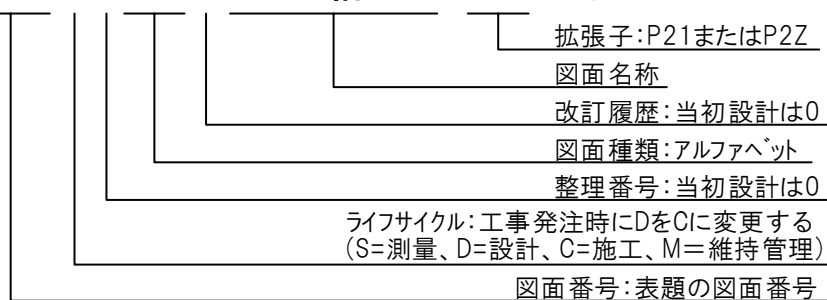 拡張子:P21またはP2Z
図面名称
改訂履歴:当初設計は0
図面種類:アルファベット
整理番号:当初設計は0
ライフサイクル:工事発注時にDをCに変更する
(S=測量、D=設計、C=施工、M=維持管理)
図面番号:表題の図面番号